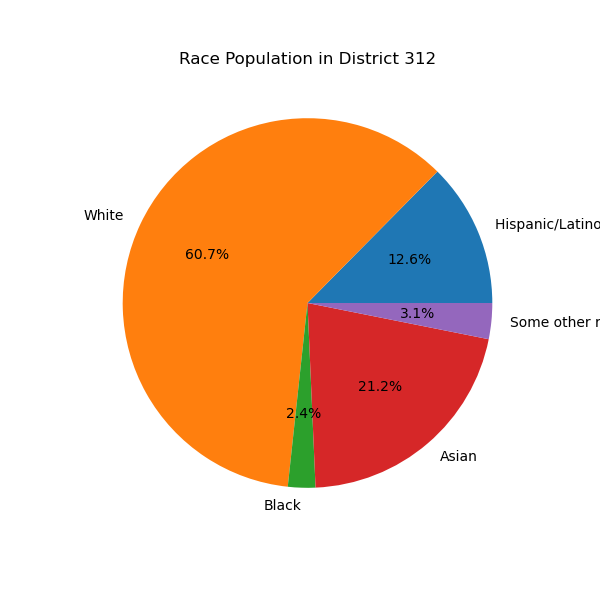 Race Population in District 312
White
Hispanic/Latino
60.7%
12.6%
3.1%
Some other
21.2%
2.4%
Asian
Black